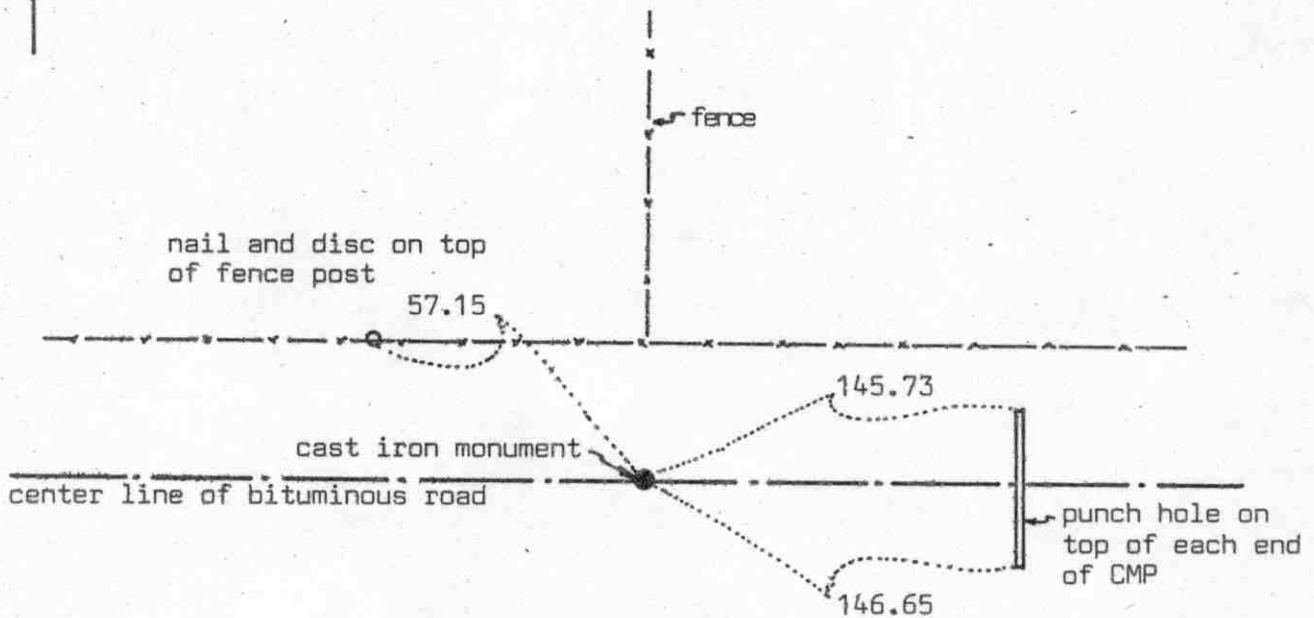 fence
nail and disc on top
of fence post
57.15
145.73
cast iron monument
center line of bituminous road
punch hole on
top of each end
of CMP
146.65